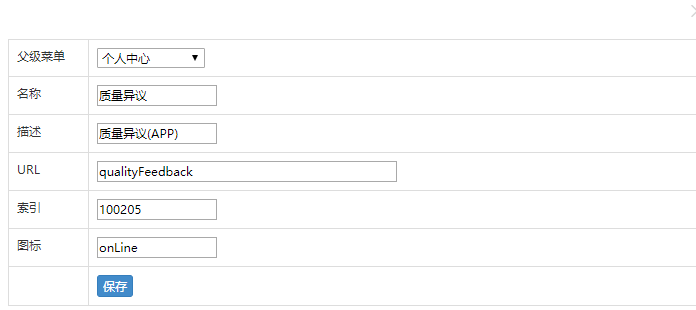 父级菜单 个人中心
名称 质量异议
描述 质量异议(APP)
URL qualityFeedback
索引 100205
图标 onLine
保存